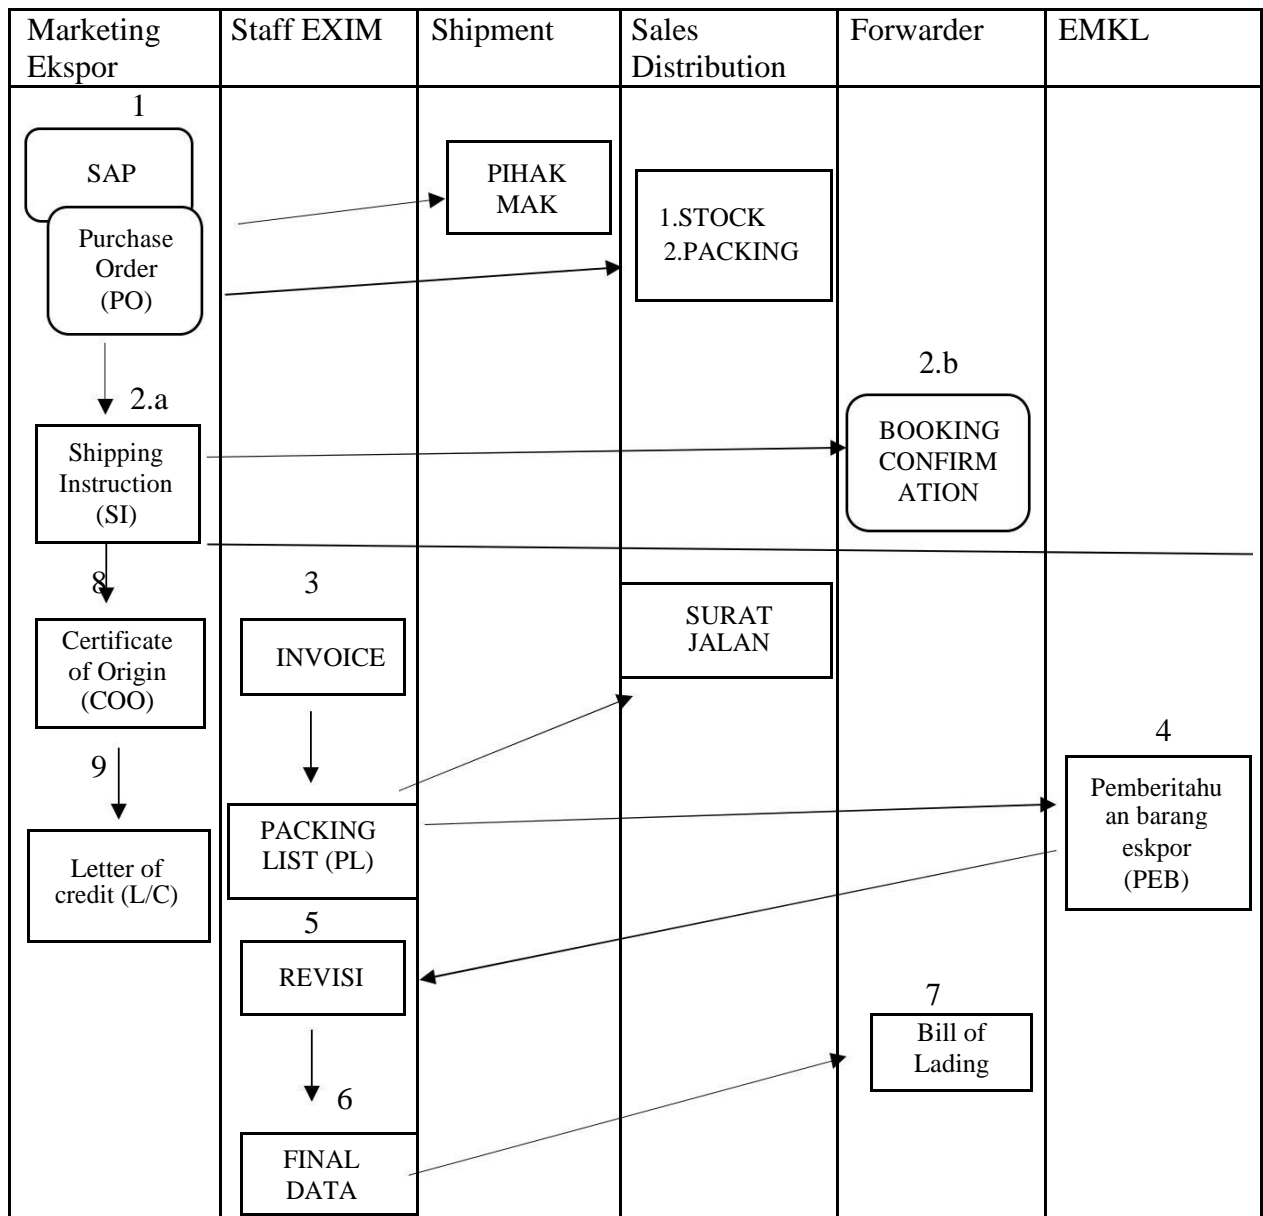 Marketing
Ekspor
Staff EXIM
Shipment
Sales
Distribution
Forwarder
EMKL
1
SAP
Purchase
Order
(PO)
PIHAK
MAK
1.STOCK
2.PACKING
2.a
Shipping
Instruction
(SI)
2.b
BOOKING
CONFIRM
ATION
8
Certificate
of Origin
(COO)
3
INVOICE
SURAT
JALAN
9
Letter of
credit (L/C)
PACKING
LIST (PL)
4
Pemberitahu
an barang
eskpor
(PEB)
5
REVISI
7
Bill of
Lading
6
FINAL
DATA